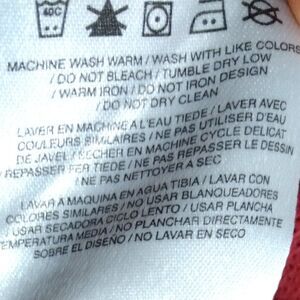 40C
MACHINE WASH WARM / WASH WITH LIKE COLORS
/ DO NOT BLEACH / TUMBLE DRY LOW
/ WARM IRON / DO NOT IRON DESIGN
/ DO NOT DRY CLEAN
LAVER EN MACHINE A L'EAU TIEDE / LAVER AVEC
COULEURS SIMILAIRES / NE PAS UTILISER D'EAU
DE JAVEL / SECHER EN MACHINE CYCLE DELICAT
/ REPASSER FER TIEDE / NE PAS REPASSER LE DESSIN
/ NE PAS NETTOYER A SEC
LAVAR A MAQUINA EN AGUA TIBIA / LAVAR CON
COLORES SIMILARES / NO USAR BLANQUEADORES
/ USAR SECADORA CICLO LENTO / USAR PLANCHA
TEMPERATURA MEDIA / NO PLANCHAR DIRECTAMENTE
SOBRE EL DISEÑO / NO LAVAR EN SECO